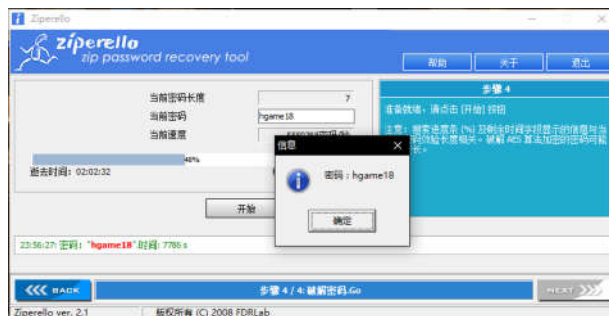 Ziperello
ziperello
zip password recovery tool
帮助
关于
退出
当前密码长度
7
当前密码
hgame18
当前速度
48%
逝去时间: 02:02:32
开始
步骤 4
准备就绪，请点击 [开始] 按钮
信息
密码：hgame18
确定
23:56:27: 密码: "hgame18".时间: 7786 s
BACK
步骤 4 / 4: 破解密码.Go
NEXT
Ziperello ver. 2.1
版权所有 (C) 2008 FDRLab